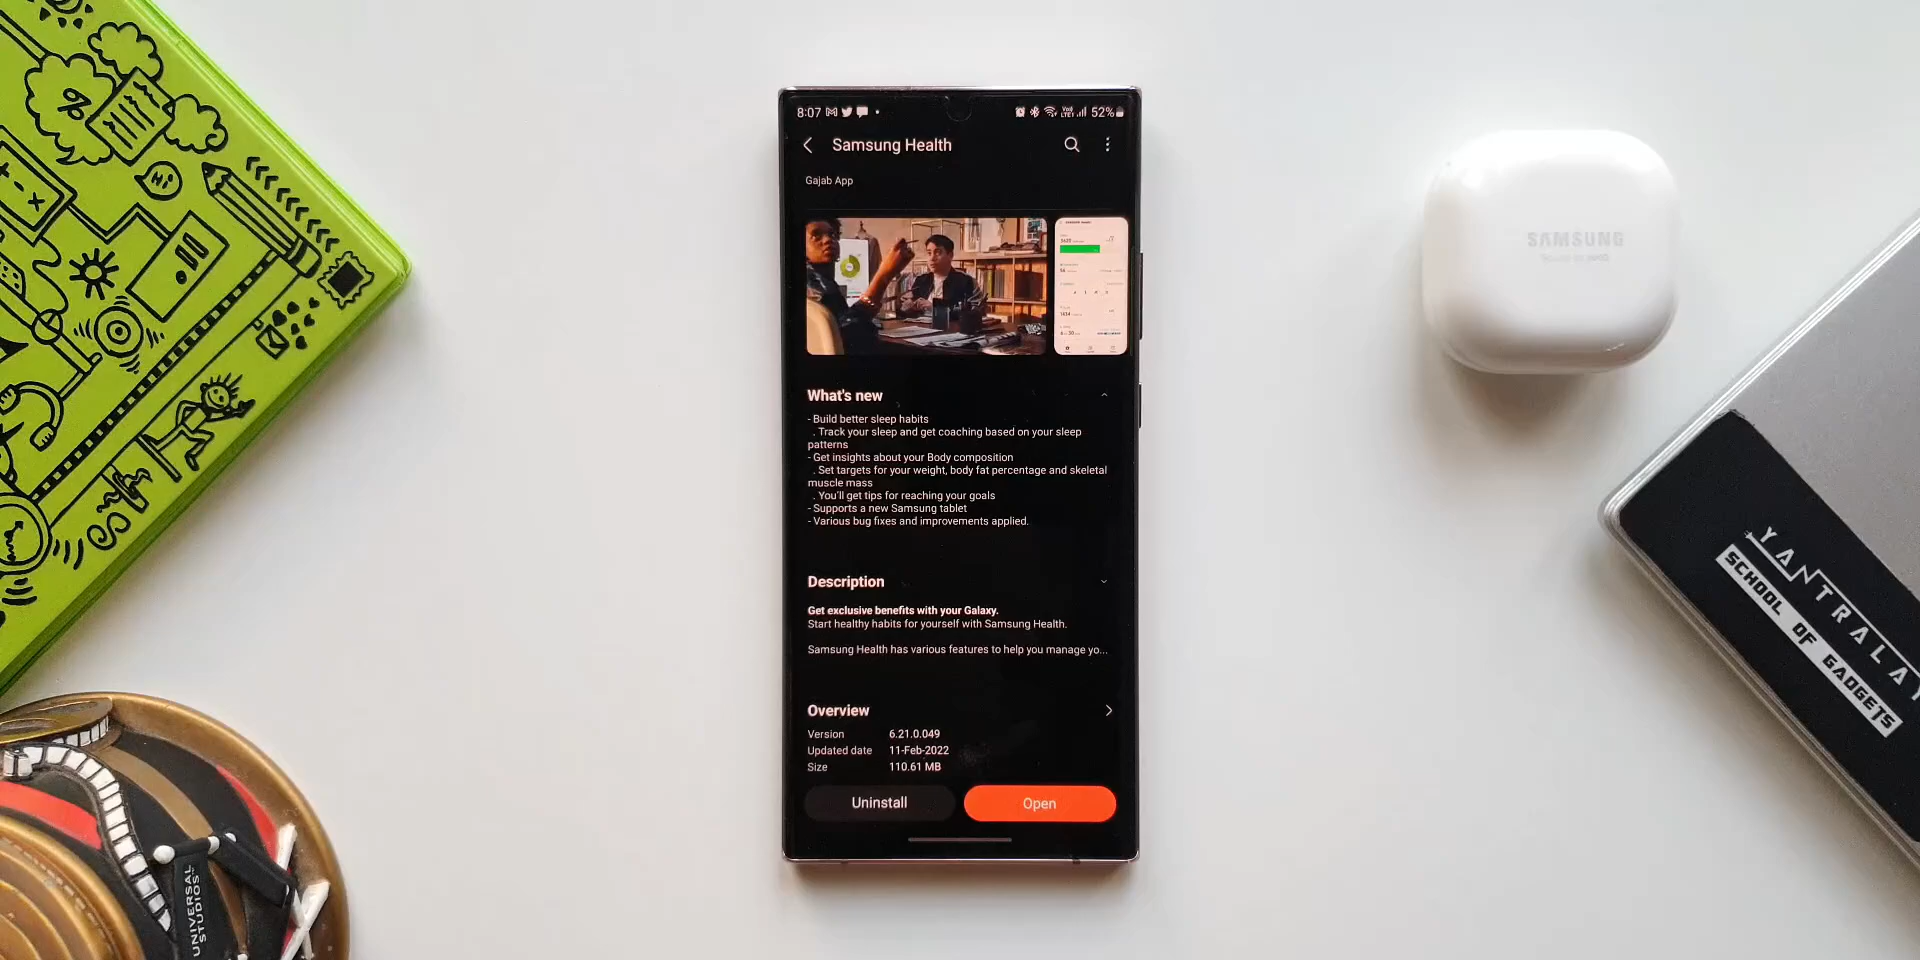 %
Hi!
8:07
VoLTE1
52%
Samsung Health
Gajab App
What's new
- Build better sleep habits
. Track your sleep and get coaching based on your sleep
patterns
- Get insights about your Body composition
. Set targets for your weight, body fat percentage and skeletal
muscle mass
. You'll get tips for reaching your goals
- Supports a new Samsung tablet
- Various bug fixes and improvements applied.
Description
Get exclusive benefits with your Galaxy.
Start healthy habits for yourself with Samsung Health.
Samsung Health has various features to help you manage yo...
Overview
Version 6.21.0.049
Updated date 11-Feb-2022
Size 110.61 MB
Uninstall Open
SAMSUNG
YANTRALAY
SCHOOL OF GADGETS
UNIVERSAL
STUDIOS